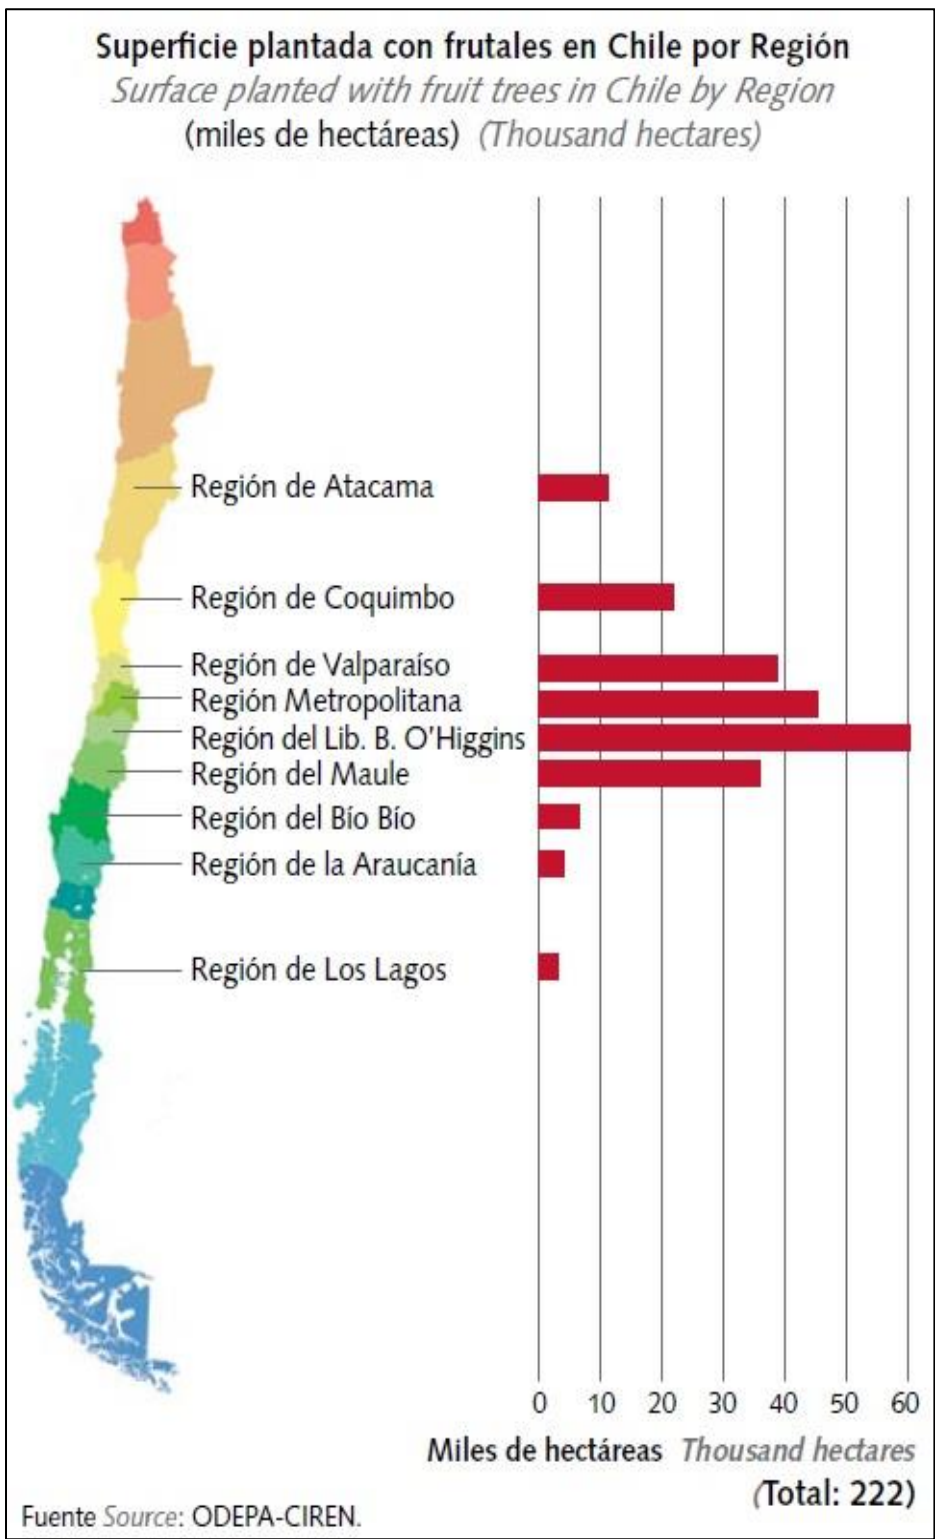 Superficie plantada con frutales en Chile por Región
Surface planted with fruit trees in Chile by Region
(miles de hectáreas) (Thousand hectares)
Región de Atacama
Región de Coquimbo
Región de Valparaíso
Región Metropolitana
Región del Lib. B. O'Higgins
Región del Maule
Región del Bío Bío
Región de la Araucanía
Región de Los Lagos
0 10 20 30 40 50 60
Miles de hectáreas Thousand hectares
(Total: 222)
Fuente Source: ODEPA-CIREN.